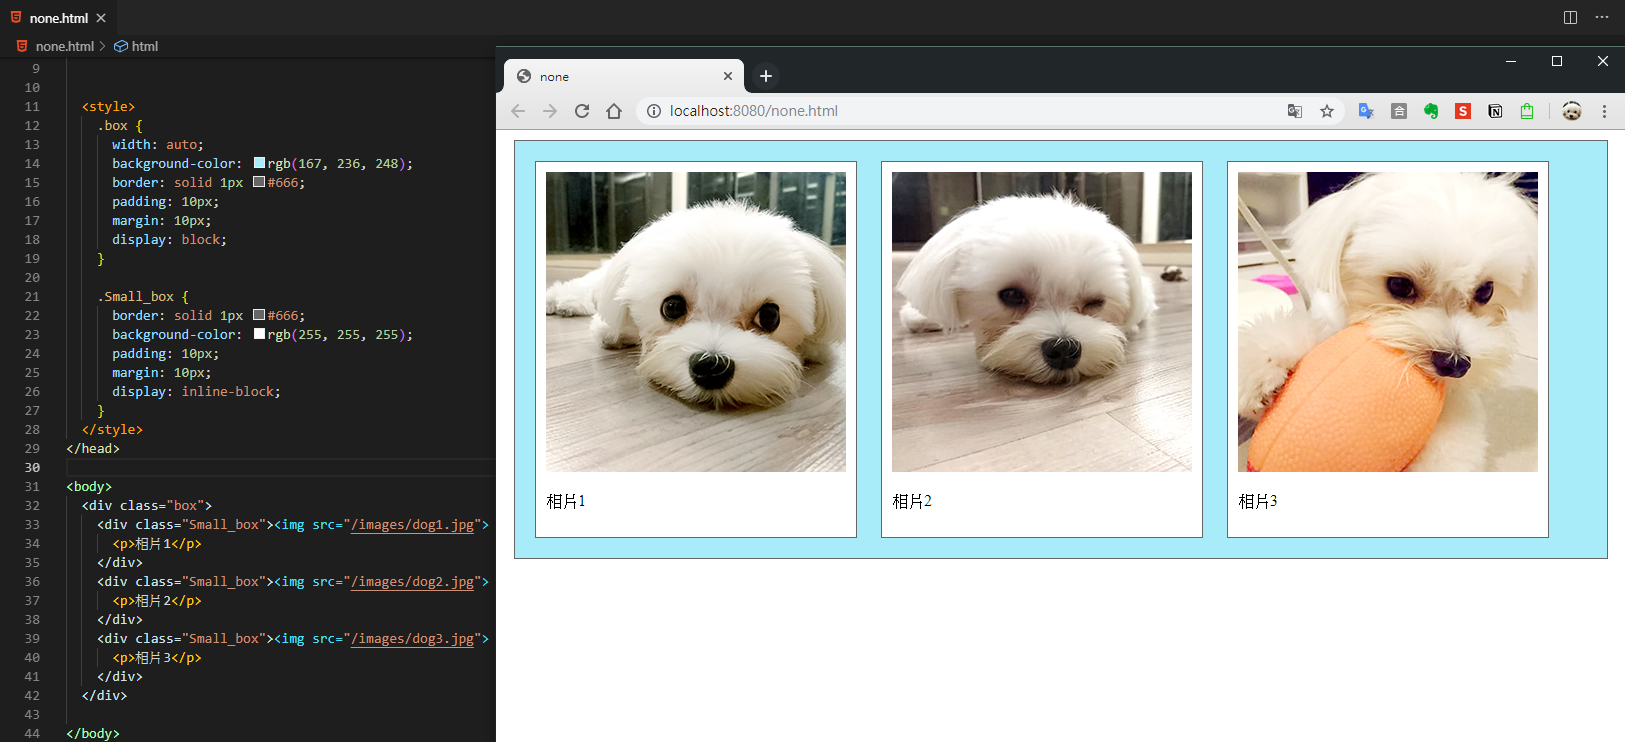 none.html
none.html > html
9
10
11 <style>
12 .box {
13 width: auto;
14 background-color: rgb(167, 236, 248);
15 border: solid 1px #666;
16 padding: 10px;
17 margin: 10px;
18 display: block;
19 }
20
21 .Small_box {
22 border: solid 1px #666;
23 background-color: rgb(255, 255, 255);
24 padding: 10px;
25 margin: 10px;
26 display: inline-block;
27 }
28 </style>
29 </head>
30
31 <body>
32 <div class="box">
33 <div class="Small_box"><img src="/images/dog1.jpg">
34 <p>相片1</p>
35 </div>
36 <div class="Small_box"><img src="/images/dog2.jpg">
37 <p>相片2</p>
38 </div>
39 <div class="Small_box"><img src="/images/dog3.jpg">
40 <p>相片3</p>
41 </div>
42 </div>
43
44 </body>
none
localhost:8080/none.html
相片1
相片2
相片3